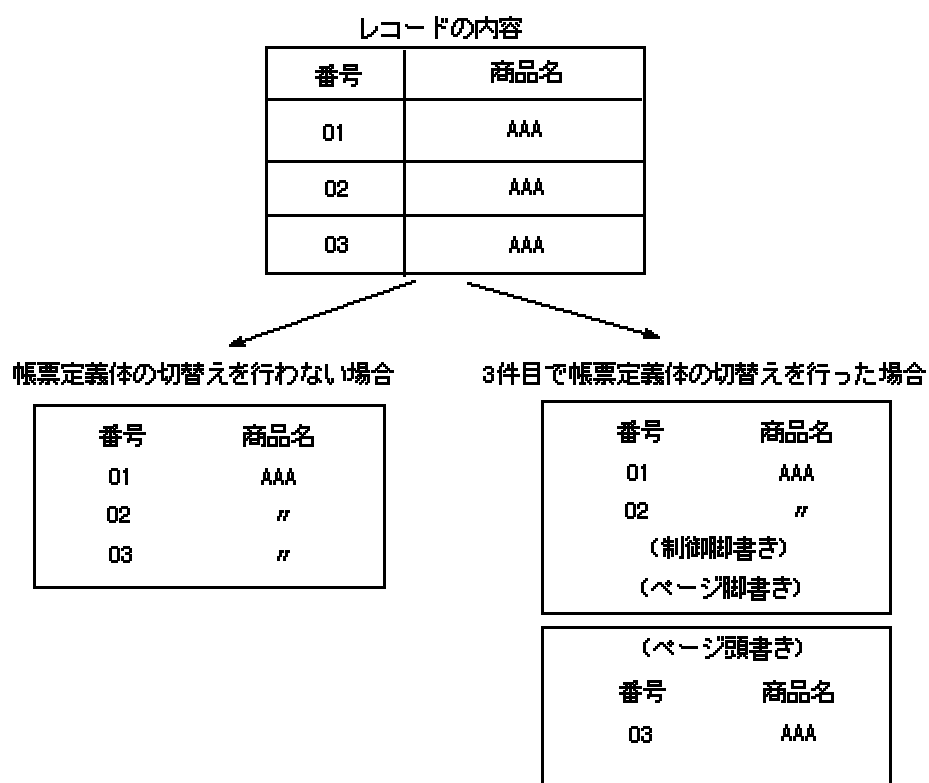 レコードの内容
番号 商品名
01 AAA
02 AAA
03 AAA
帳票定義体の切替えを行わない場合
番号 商品名
01 AAA
02 〃
03 〃
3件目で帳票定義体の切替えを行った場合
番号 商品名
01 AAA
02 〃
(制御脚書き)
(ページ脚書き)
(ページ頭書き)
番号 商品名
03 AAA